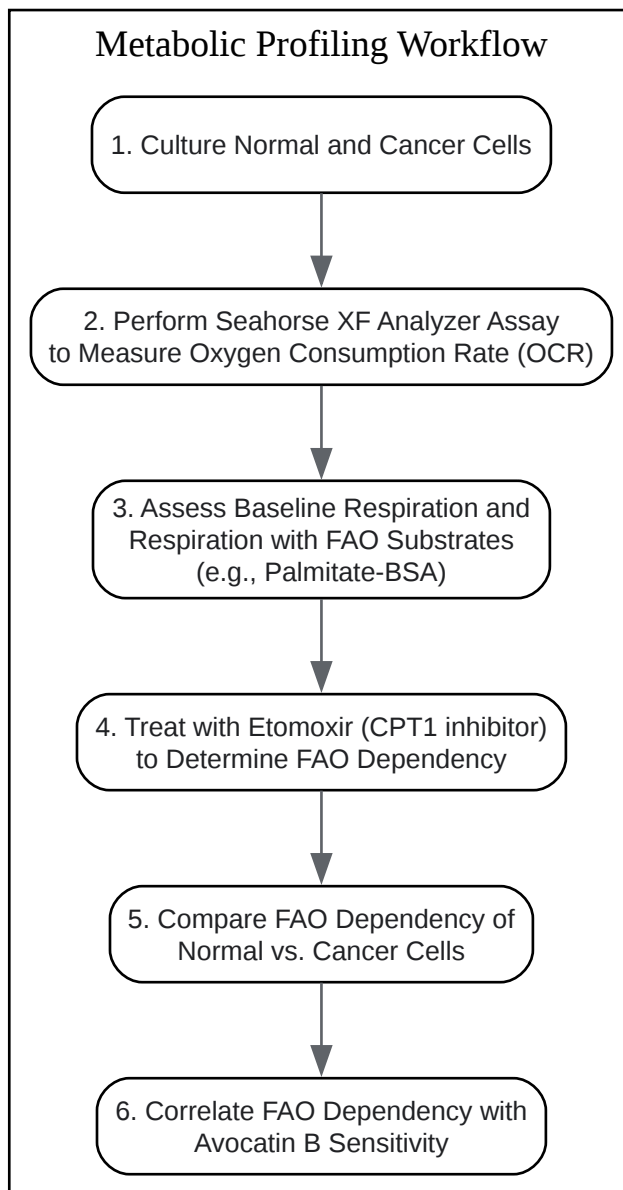 Metabolic Profiling Workflow
1. Culture Normal and Cancer Cells
2. Perform Seahorse XF Analyzer Assay
to Measure Oxygen Consumption Rate (OCR)
3. Assess Baseline Respiration and
Respiration with FAO Substrates
(e.g., Palmitate-BSA)
4. Treat with Etomoxir (CPT1 inhibitor)
to Determine FAO Dependency
5. Compare FAO Dependency of
Normal vs. Cancer Cells
6. Correlate FAO Dependency with
Avocatin B Sensitivity